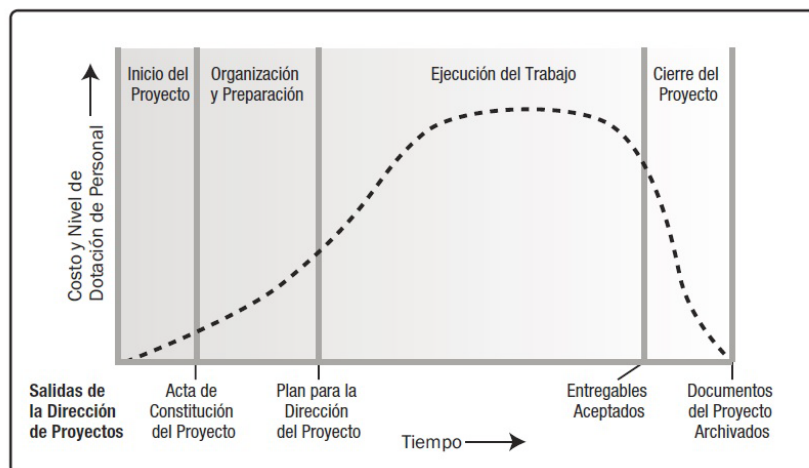 Inicio del
Proyecto
Organización
y Preparación
Ejecución del Trabajo
Cierre del
Proyecto
Costo y Nivel de
Dotación de Personal
Salidas de
la Dirección
de Proyectos
Acta de
Constitución
del Proyecto
Plan para la
Dirección
del Proyecto
Tiempo
Entregables
Aceptados
Documentos
del Proyecto
Archivados